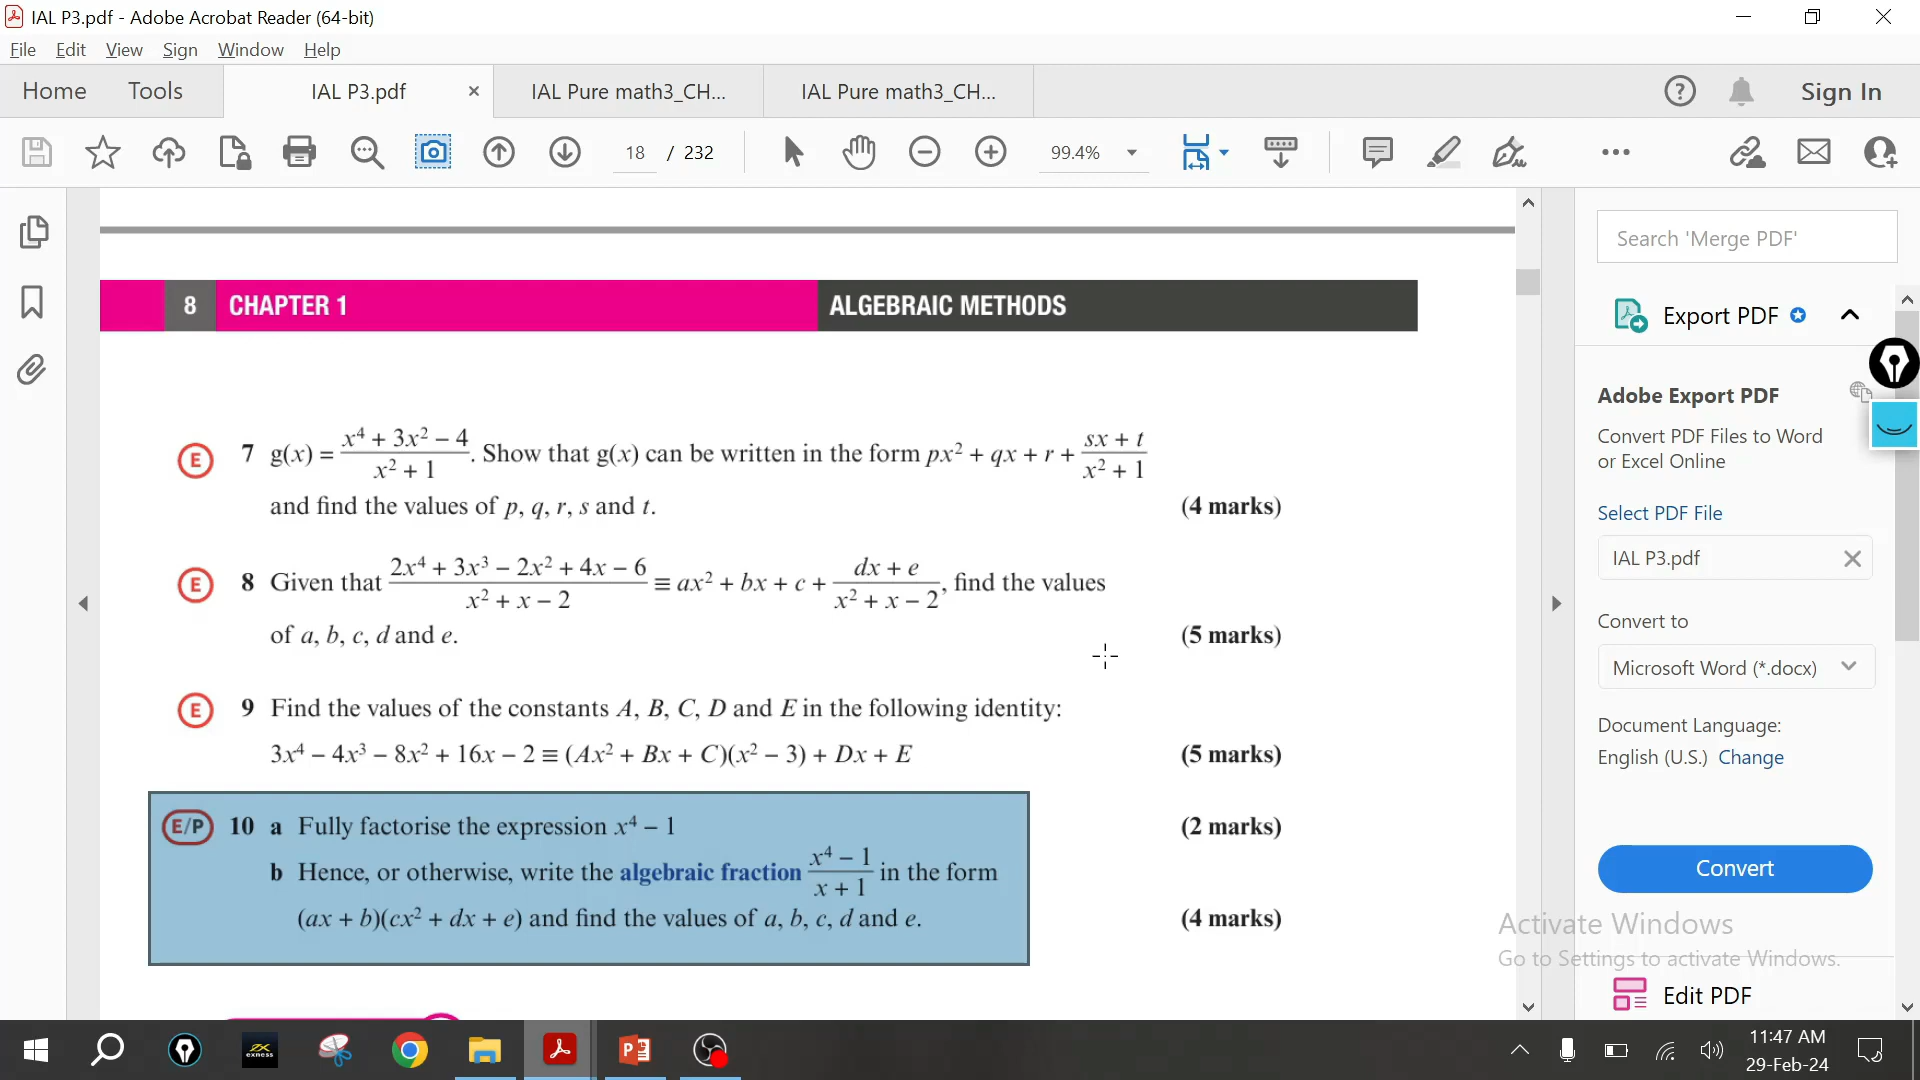 IAL P3.pdf - Adobe Acrobat Reader (64-bit)
File Edit View Sign Window Help
Home Tools IAL P3.pdf × IAL Pure math3_CH... IAL Pure math3_CH... Sign In
18 / 232 99.4%
8 CHAPTER 1 ALGEBRAIC METHODS
E 7 g(x) = (x⁴ + 3x² − 4)/(x² + 1). Show that g(x) can be written in the form px² + qx + r + (sx + t)/(x² + 1)
and find the values of p, q, r, s and t. (4 marks)
E 8 Given that (2x⁴ + 3x³ − 2x² + 4x − 6)/(x² + x − 2) ≡ ax² + bx + c + (dx + e)/(x² + x − 2), find the values
of a, b, c, d and e. (5 marks)
E 9 Find the values of the constants A, B, C, D and E in the following identity:
3x⁴ − 4x³ − 8x² + 16x − 2 ≡ (Ax² + Bx + C)(x² − 3) + Dx + E (5 marks)
E/P 10 a Fully factorise the expression x⁴ − 1 (2 marks)
b Hence, or otherwise, write the algebraic fraction (x⁴ − 1)/(x + 1) in the form
(ax + b)(cx² + dx + e) and find the values of a, b, c, d and e. (4 marks)
Search 'Merge PDF'
Export PDF
Adobe Export PDF
Convert PDF Files to Word
or Excel Online
Select PDF File
IAL P3.pdf
Convert to
Microsoft Word (*.docx)
Document Language:
English (U.S.) Change
Convert
Activate Windows
Go to Settings to activate Windows.
Edit PDF
exness
11:47 AM
29-Feb-24